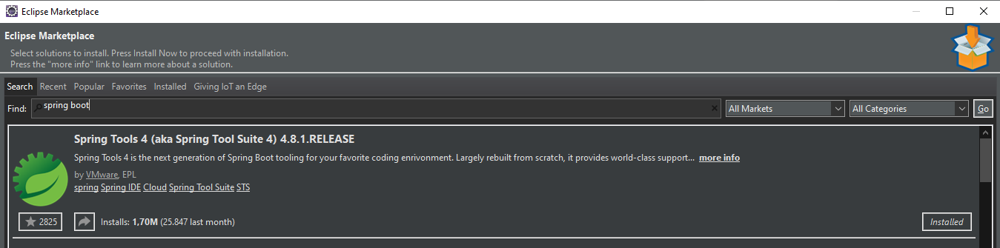 Eclipse Marketplace
Eclipse Marketplace
Select solutions to install. Press Install Now to proceed with installation.
Press the "more info" link to learn more about a solution.
Search Recent Popular Favorites Installed Giving IoT an Edge
Find: spring boot All Markets All Categories Go
Spring Tools 4 (aka Spring Tool Suite 4) 4.8.1.RELEASE
Spring Tools 4 is the next generation of Spring Boot tooling for your favorite coding enrivonment. Largely rebuilt from scratch, it provides world-class support... more info
by VMware, EPL
spring Spring IDE Cloud Spring Tool Suite STS
2825 Installs: 1,70M (25.847 last month) Installed